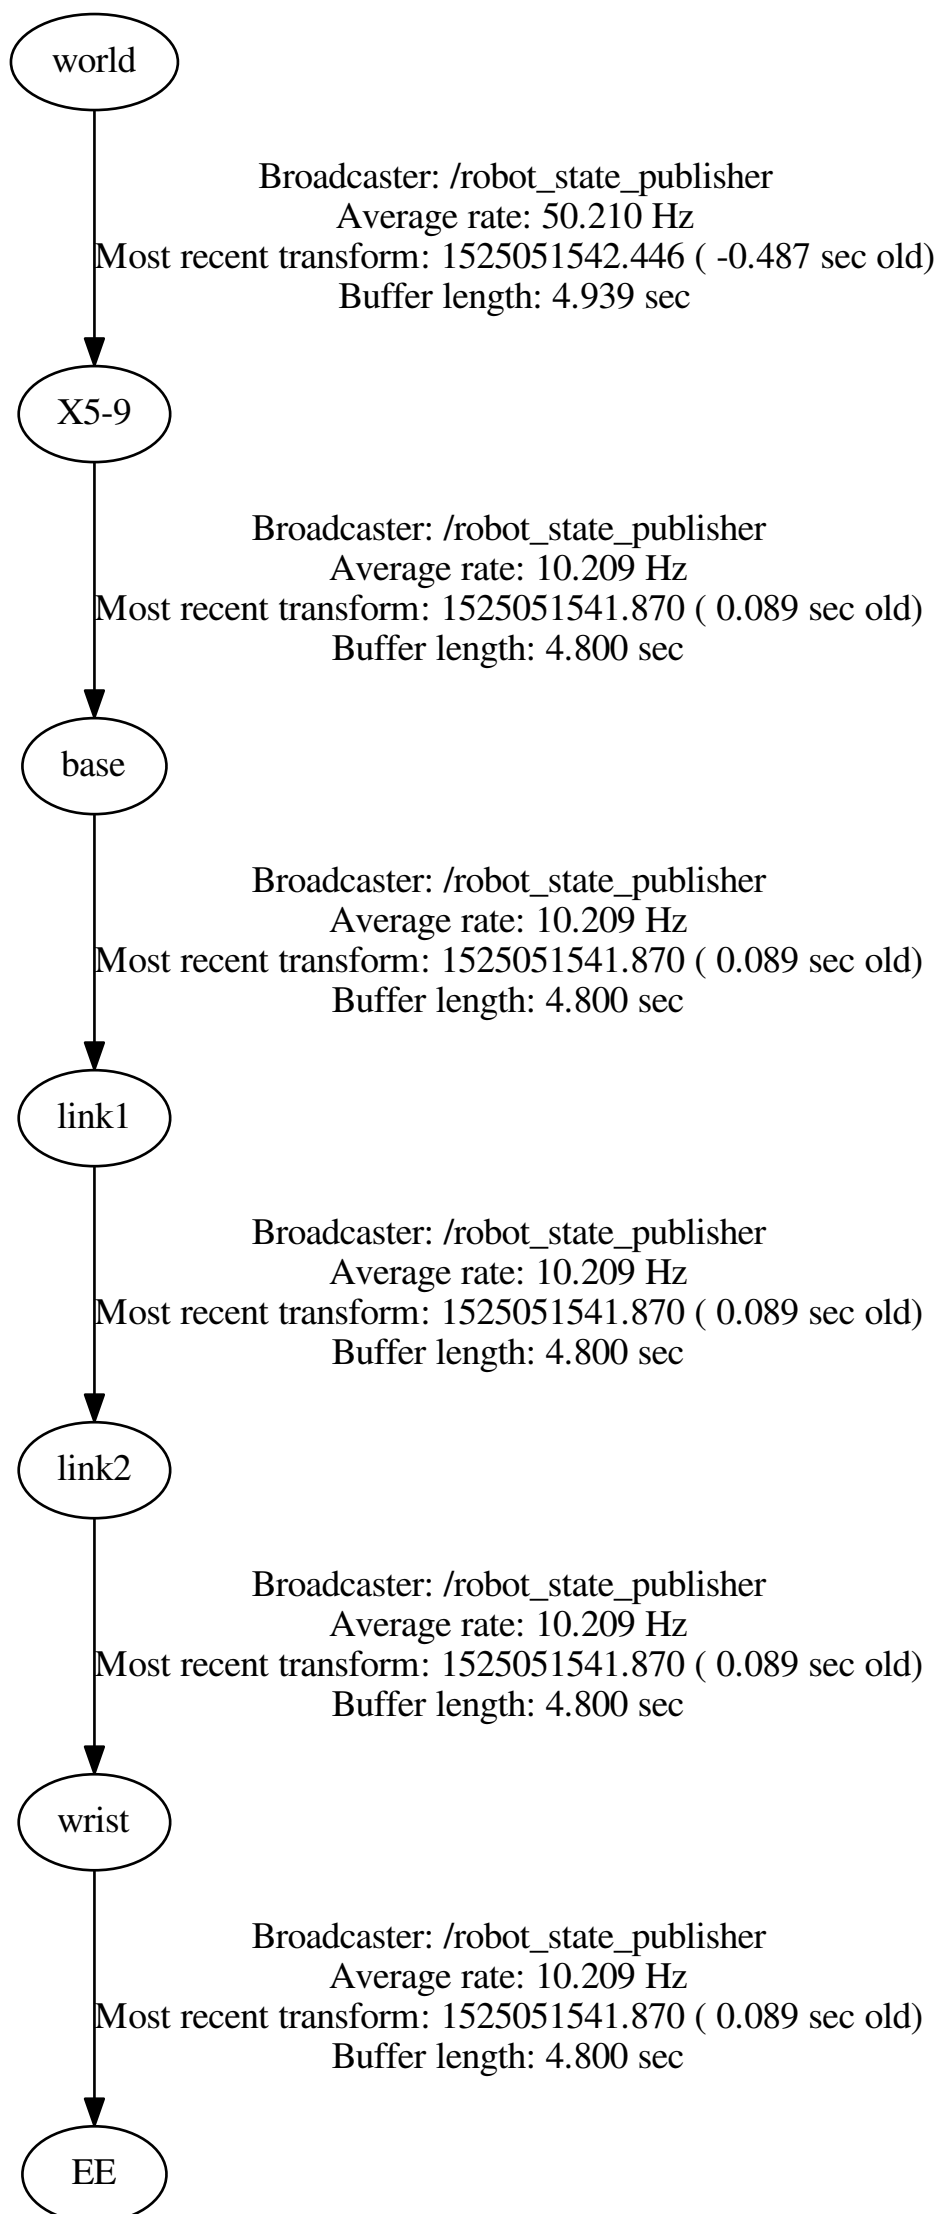 world
Broadcaster: /robot_state_publisher
Average rate: 50.210 Hz
Most recent transform: 1525051542.446 ( -0.487 sec old)
Buffer length: 4.939 sec
X5-9
Broadcaster: /robot_state_publisher
Average rate: 10.209 Hz
Most recent transform: 1525051541.870 ( 0.089 sec old)
Buffer length: 4.800 sec
base
Broadcaster: /robot_state_publisher
Average rate: 10.209 Hz
Most recent transform: 1525051541.870 ( 0.089 sec old)
Buffer length: 4.800 sec
link1
Broadcaster: /robot_state_publisher
Average rate: 10.209 Hz
Most recent transform: 1525051541.870 ( 0.089 sec old)
Buffer length: 4.800 sec
link2
Broadcaster: /robot_state_publisher
Average rate: 10.209 Hz
Most recent transform: 1525051541.870 ( 0.089 sec old)
Buffer length: 4.800 sec
wrist
Broadcaster: /robot_state_publisher
Average rate: 10.209 Hz
Most recent transform: 1525051541.870 ( 0.089 sec old)
Buffer length: 4.800 sec
EE